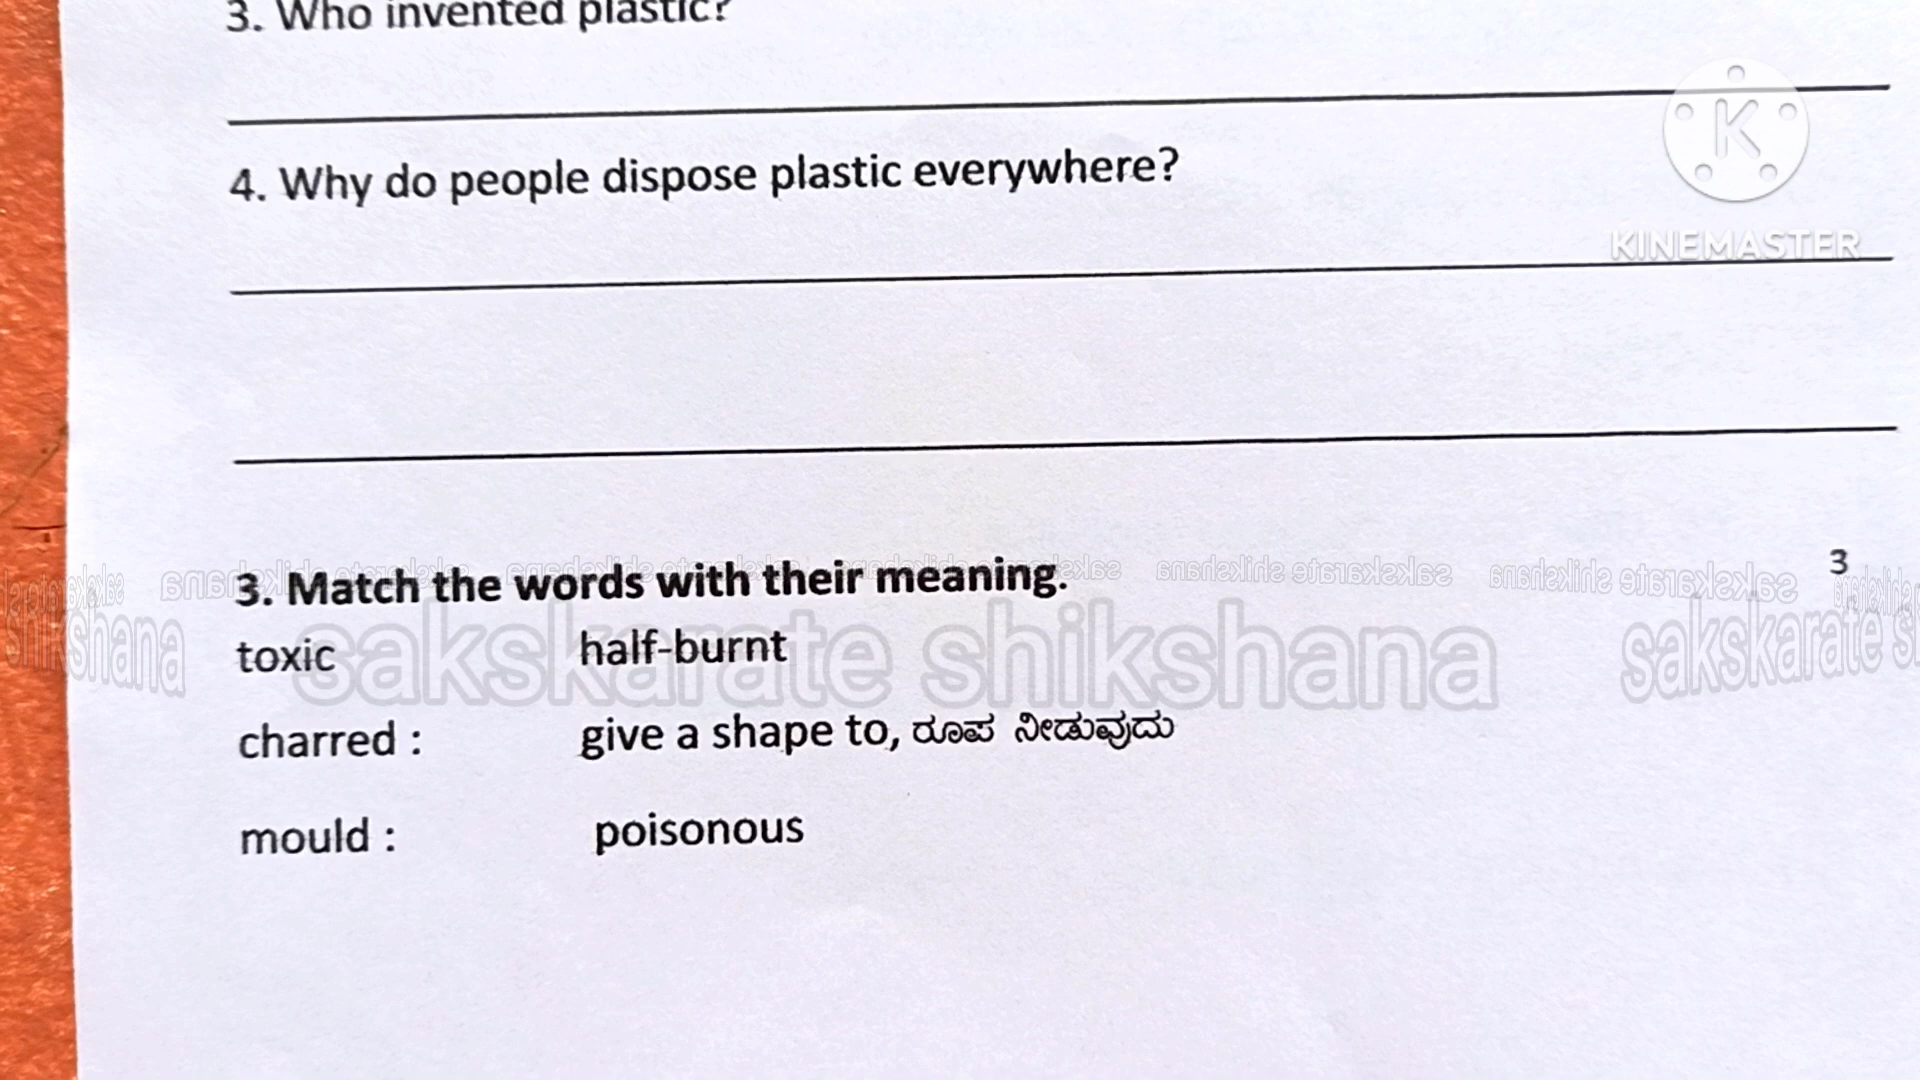 3. Who invented plastic?
KINEMASTER
4. Why do people dispose plastic everywhere?
3. Match the words with their meaning. 3
sakskarate shikshana
toxic half-burnt
charred : give a shape to, ರೂಪ ನೀಡುವುದು
mould : poisonous